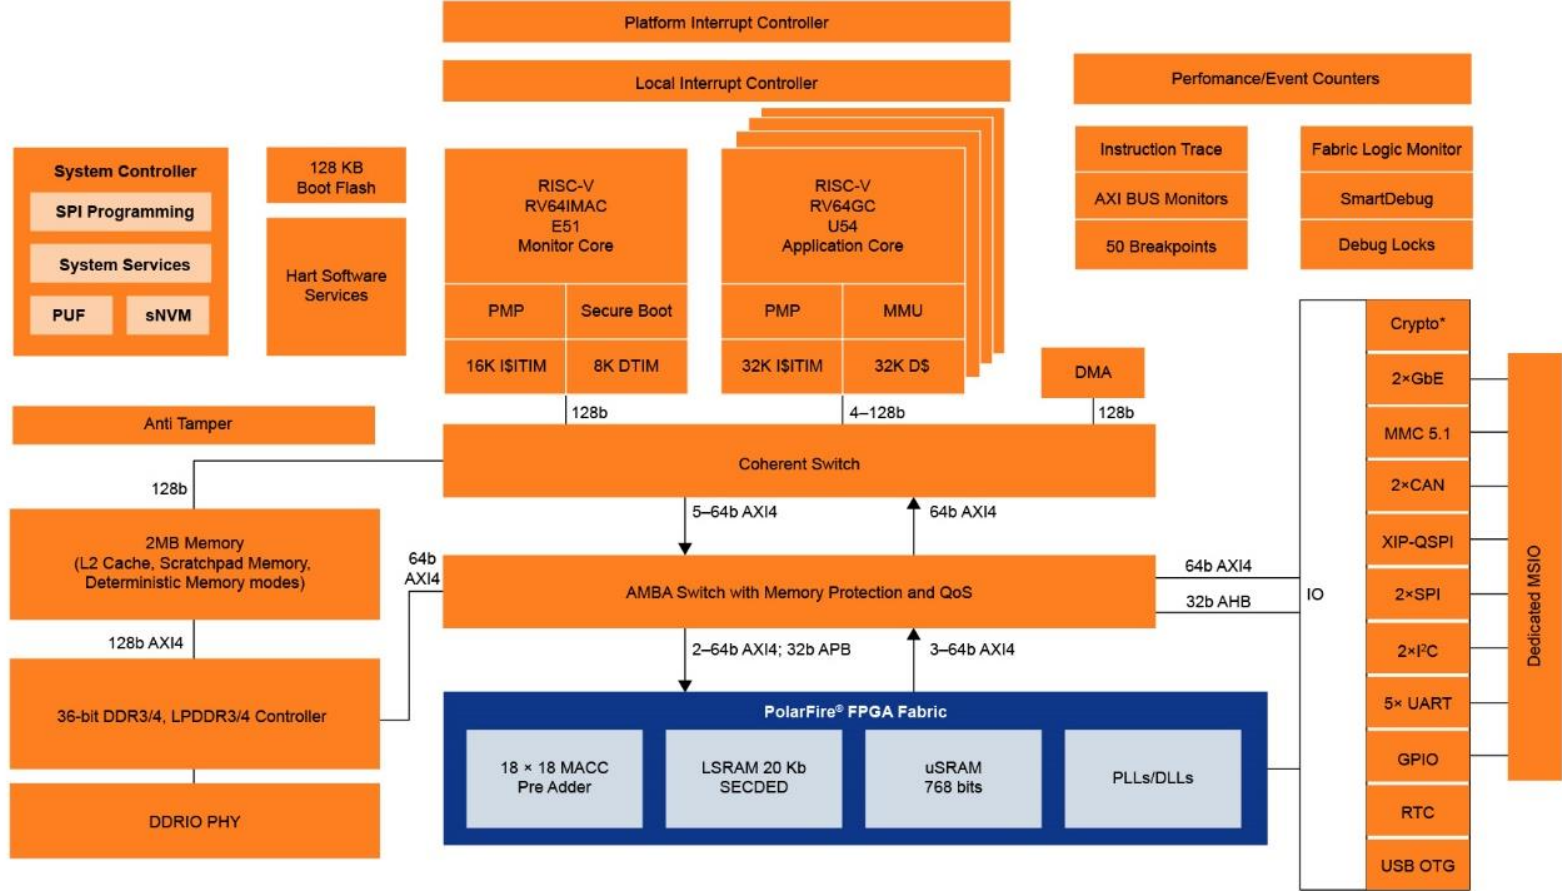 Platform Interrupt Controller
Local Interrupt Controller
Perfomance/Event Counters
System Controller
SPI Programming
System Services
PUF
sNVM
128 KB
Boot Flash
Hart Software
Services
RISC-V
RV64IMAC
E51
Monitor Core
PMP
Secure Boot
16K I$ITIM
8K DTIM
RISC-V
RV64GC
U54
Application Core
PMP
MMU
32K I$ITIM
32K D$
Instruction Trace
AXI BUS Monitors
50 Breakpoints
Fabric Logic Monitor
SmartDebug
Debug Locks
DMA
128b
4–128b
128b
Anti Tamper
Coherent Switch
128b
5–64b AXI4
64b AXI4
2MB Memory
(L2 Cache, Scratchpad Memory,
Deterministic Memory modes)
64b
AXI4
AMBA Switch with Memory Protection and QoS
64b AXI4
32b AHB
IO
128b AXI4
2–64b AXI4; 32b APB
3–64b AXI4
36-bit DDR3/4, LPDDR3/4 Controller
DDRIO PHY
PolarFire® FPGA Fabric
18 × 18 MACC
Pre Adder
LSRAM 20 Kb
SECDED
uSRAM
768 bits
PLLs/DLLs
Crypto*
2×GbE
MMC 5.1
2×CAN
XIP-QSPI
2×SPI
2×I²C
5× UART
GPIO
RTC
USB OTG
Dedicated MSIO